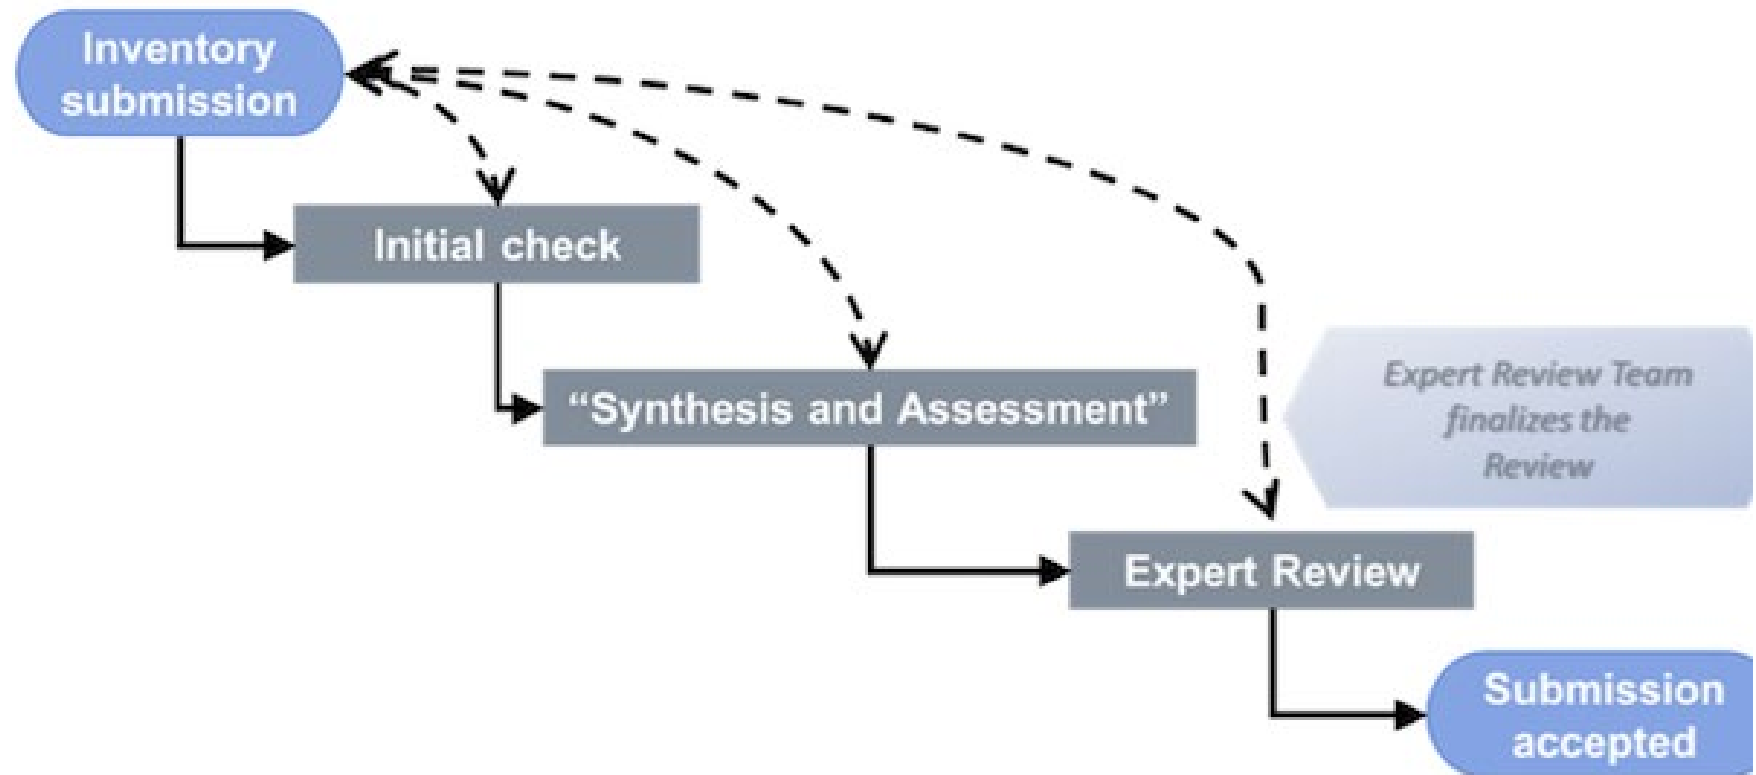 Inventory
submission
Initial check
“Synthesis and Assessment”
Expert Review Team
finalizes the
Review
Expert Review
Submission
accepted